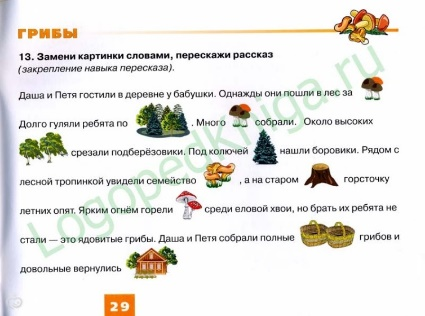 ГРИБЫ
13. Замени картинки словами, перескажи рассказ
(закрепление навыка пересказа).
Даша и Петя гостили в деревне у бабушки. Однажды они пошли в лес за
Долго гуляли ребята по . Много собрали. Около высоких
срезали подберёзовики. Под колючей нашли боровики. Рядом с
лесной тропинкой увидели семейство , а на старом горсточку
летних опят. Ярким огнём горели среди еловой хвои, но брать их ребята не
стали — это ядовитые грибы. Даша и Петя собрали полные грибов и
довольные вернулись
29
Logopedkniga.ru